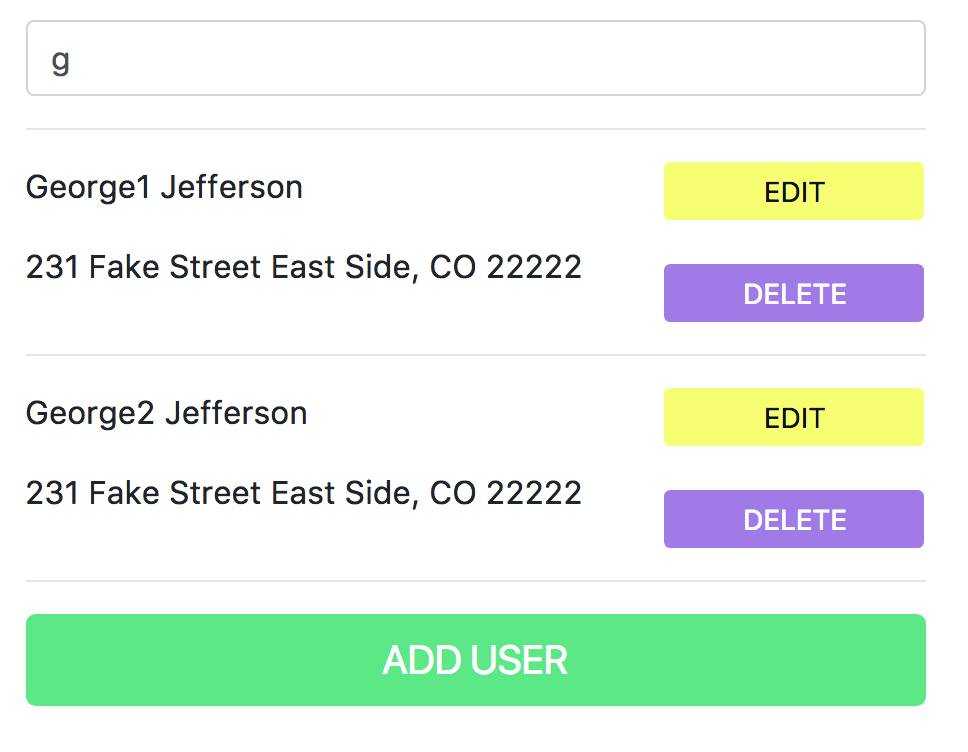 g
George1 Jefferson
EDIT
231 Fake Street East Side, CO 22222
DELETE
George2 Jefferson
EDIT
231 Fake Street East Side, CO 22222
DELETE
ADD USER